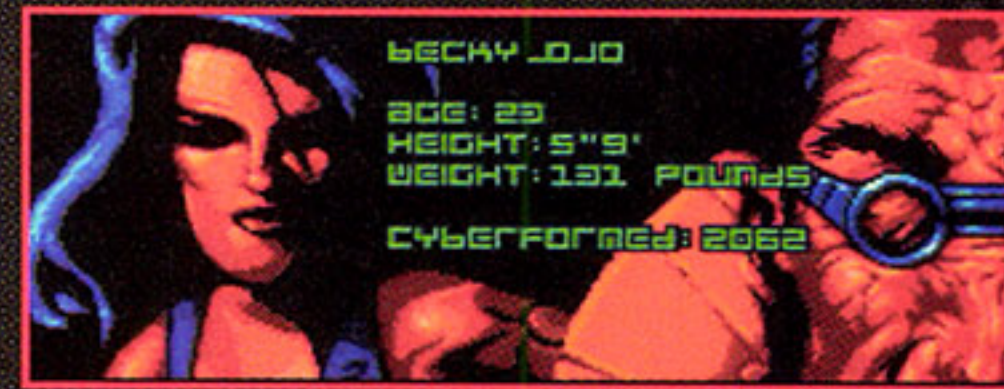 BECKY JOJO
AGE: 23
HEIGHT: 5"9'
WEIGHT: 131 POUNDS
CYBERFORMED: 2062